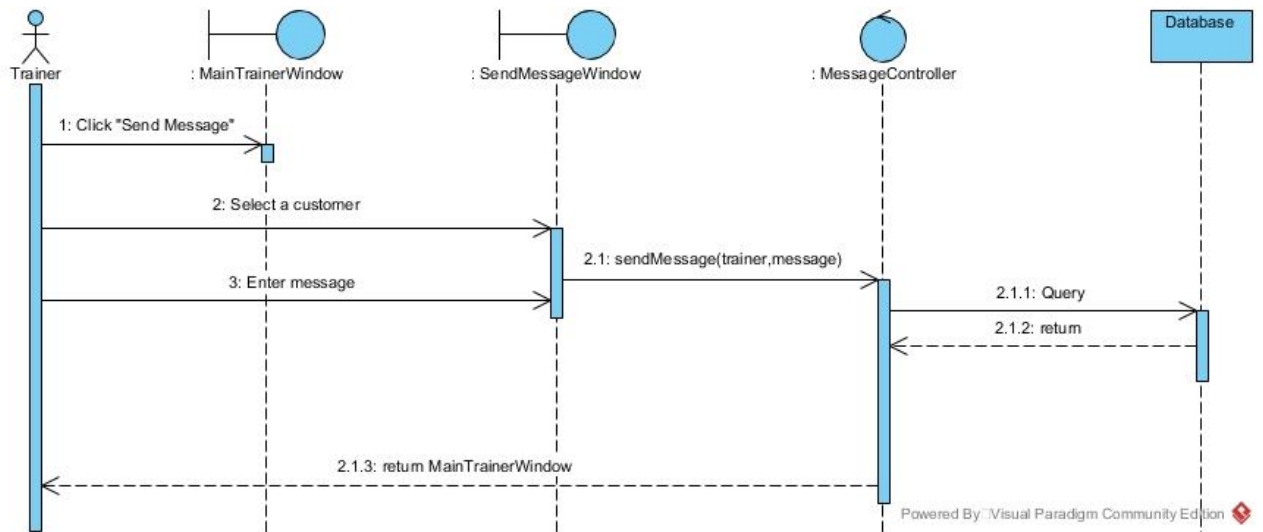 Database
Trainer
: MainTrainerWindow
: SendMessageWindow
: MessageController
1: Click "Send Message"
2: Select a customer
2.1: sendMessage(trainer,message)
3: Enter message
2.1.1: Query
2.1.2: return
2.1.3: return MainTrainerWindow
Powered By Visual Paradigm Community Edition